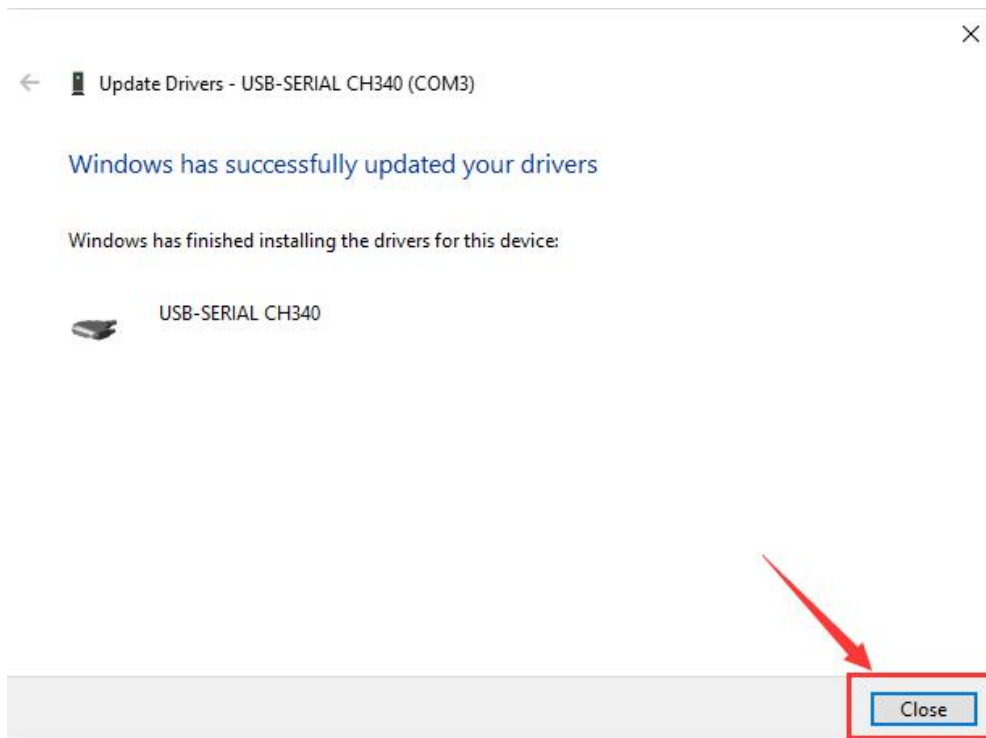 Update Drivers - USB-SERIAL CH340 (COM3)
Windows has successfully updated your drivers
Windows has finished installing the drivers for this device:
USB-SERIAL CH340
Close